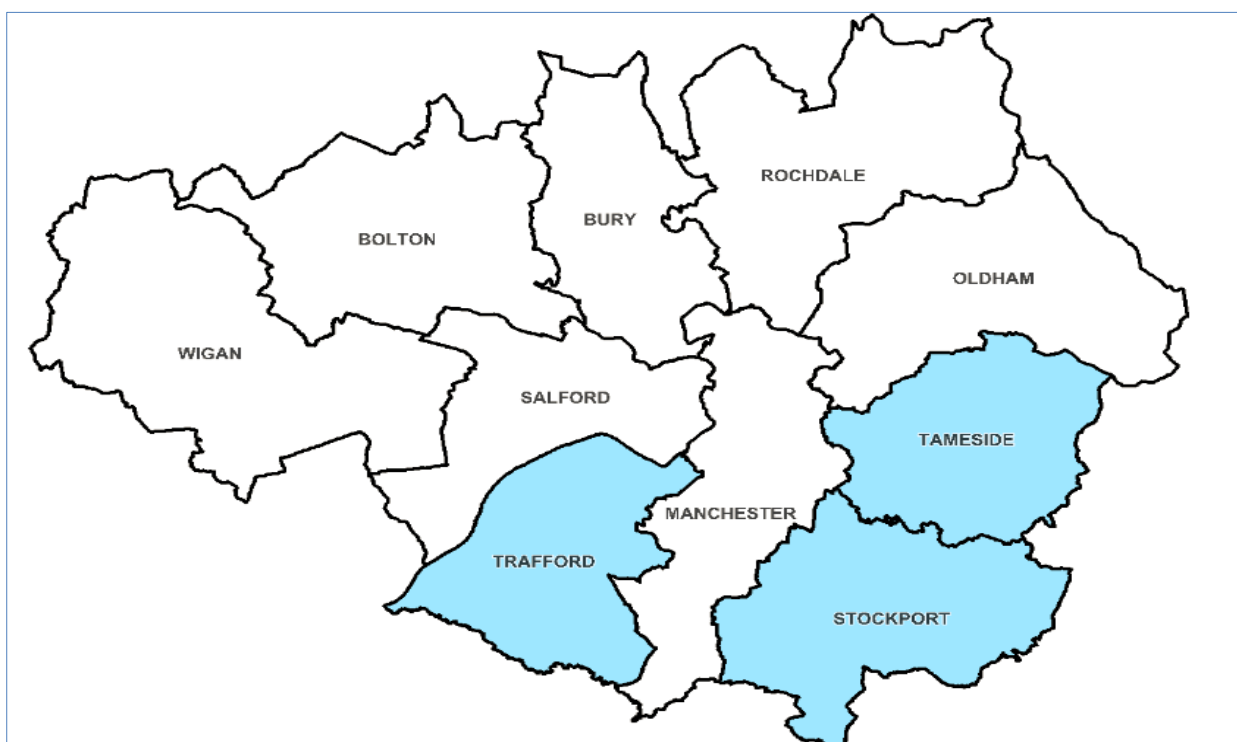 ROCHDALE
BURY
BOLTON
OLDHAM
WIGAN
SALFORD
TAMESIDE
MANCHESTER
TRAFFORD
STOCKPORT